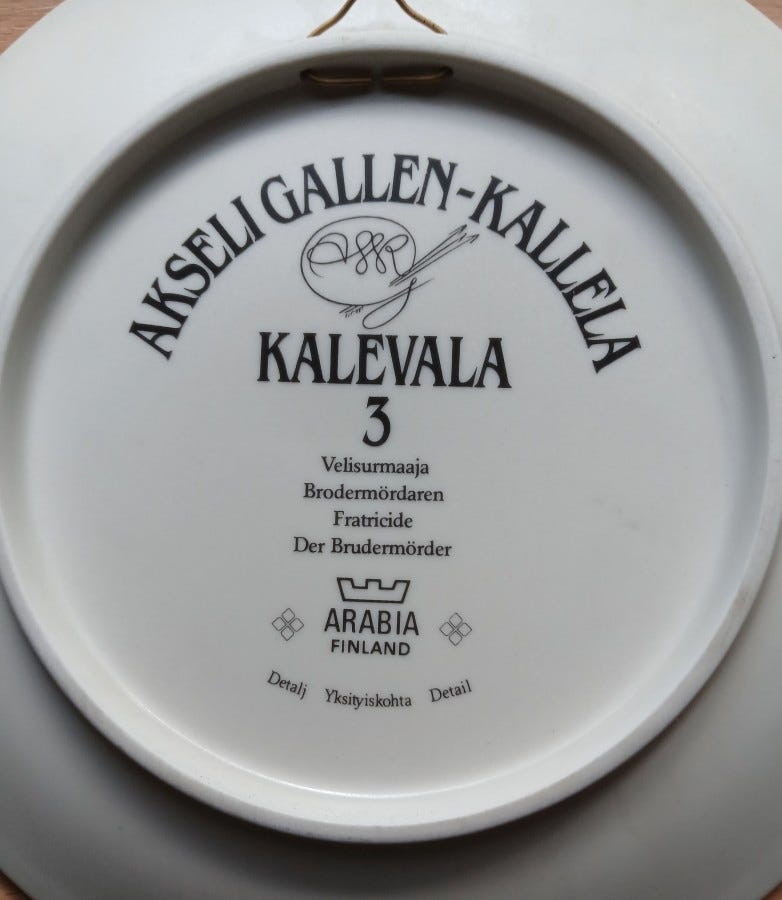 AKSELI GALLEN-KALLELA
KALEVALA
3
Velisurmaaja
Brodermördaren
Fratricide
Der Brudermörder
ARABIA
FINLAND
Detalj Yksityiskohta Detail